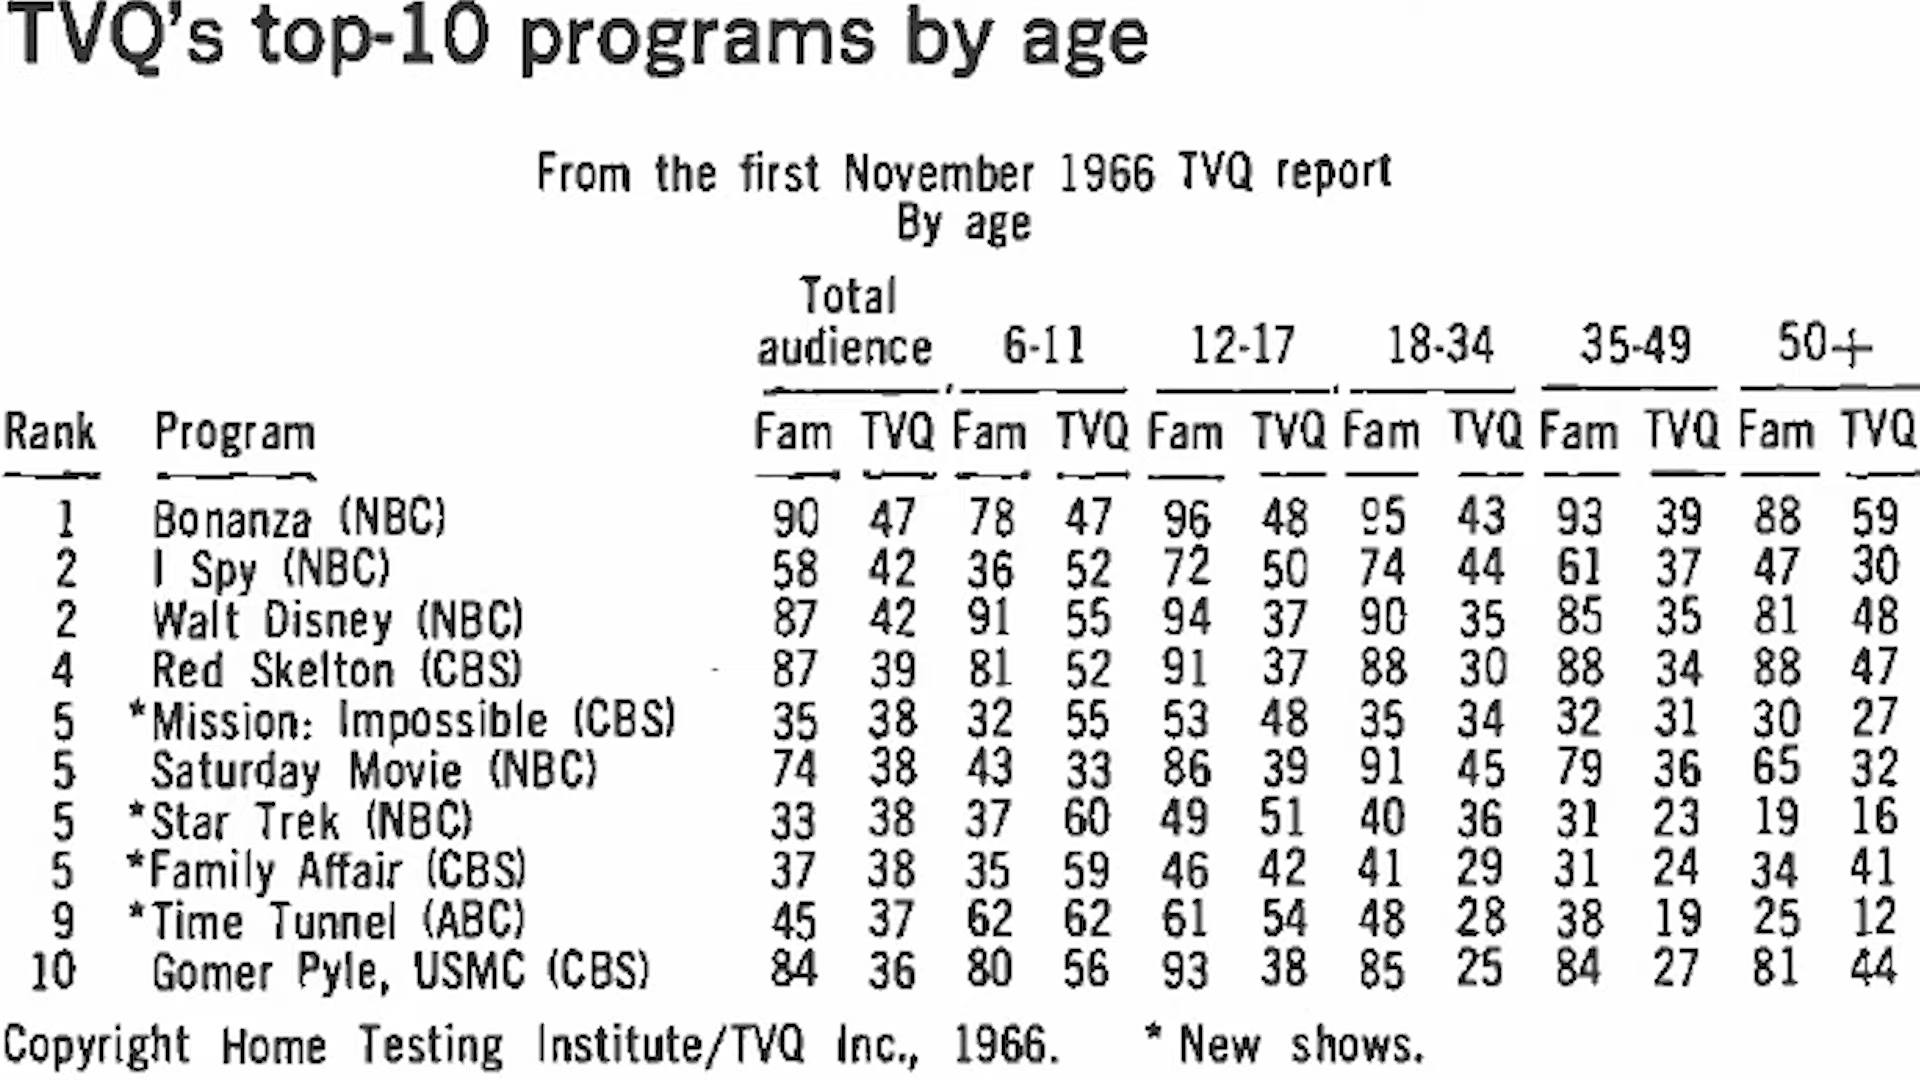 TVQ's top-10 programs by age
From the first November 1966 TVQ report
By age
Total
audience 6-11 12-17 18-34 35-49 50+
Rank Program Fam TVQ Fam TVQ Fam TVQ Fam TVQ Fam TVQ Fam TVQ
1 Bonanza (NBC) 90 47 78 47 96 48 95 43 93 39 88 59
2 I Spy (NBC) 58 42 36 52 72 50 74 44 61 37 47 30
2 Walt Disney (NBC) 87 42 91 55 94 37 90 35 85 35 81 48
4 Red Skelton (CBS) 87 39 81 52 91 37 88 30 88 34 88 47
5 *Mission: Impossible (CBS) 35 38 32 55 53 48 35 34 32 31 30 27
5 Saturday Movie (NBC) 74 38 43 33 86 39 91 45 79 36 65 32
5 *Star Trek (NBC) 33 38 37 60 49 51 40 36 31 23 19 16
5 *Family Affair (CBS) 37 38 35 59 46 42 41 29 31 24 34 41
9 *Time Tunnel (ABC) 45 37 62 62 61 54 48 28 38 19 25 12
10 Gomer Pyle, USMC (CBS) 84 36 80 56 93 38 85 25 84 27 81 44
Copyright Home Testing Institute/TVQ Inc., 1966. * New shows.